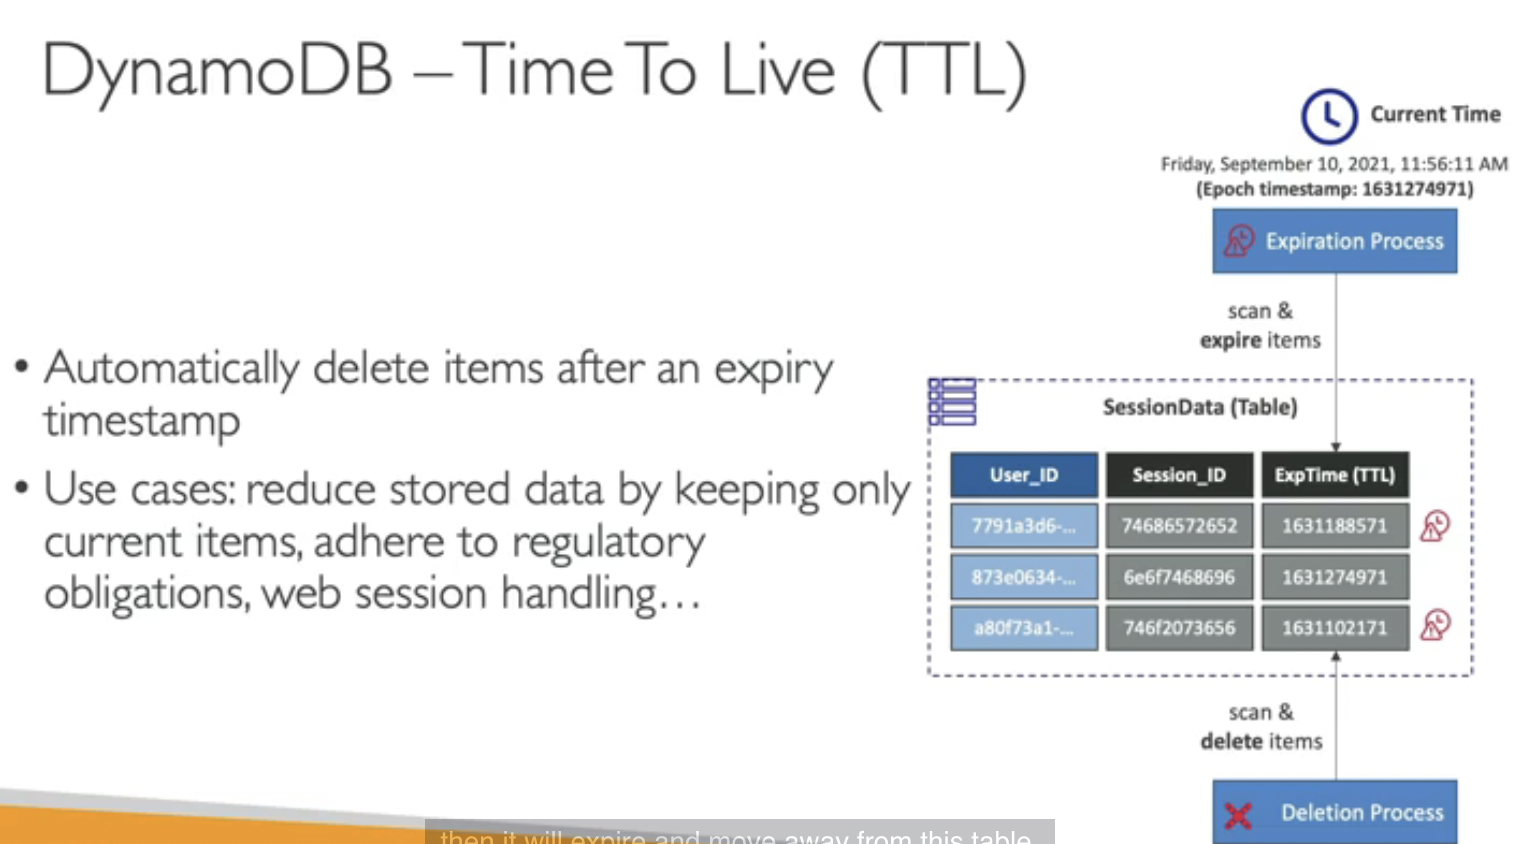 DynamoDB – Time To Live (TTL)
Current Time
Friday, September 10, 2021, 11:56:11 AM
(Epoch timestamp: 1631274971)
Expiration Process
scan &
expire items
• Automatically delete items after an expiry
timestamp
• Use cases: reduce stored data by keeping only
current items, adhere to regulatory
obligations, web session handling…
SessionData (Table)
User_ID Session_ID ExpTime (TTL)
7791a3d6-... 74686572652 1631188571
873e0634-... 6e6f7468696 1631274971
a80f73a1-... 746f2073656 1631102171
scan &
delete items
Deletion Process
then it will expire and move away from this table